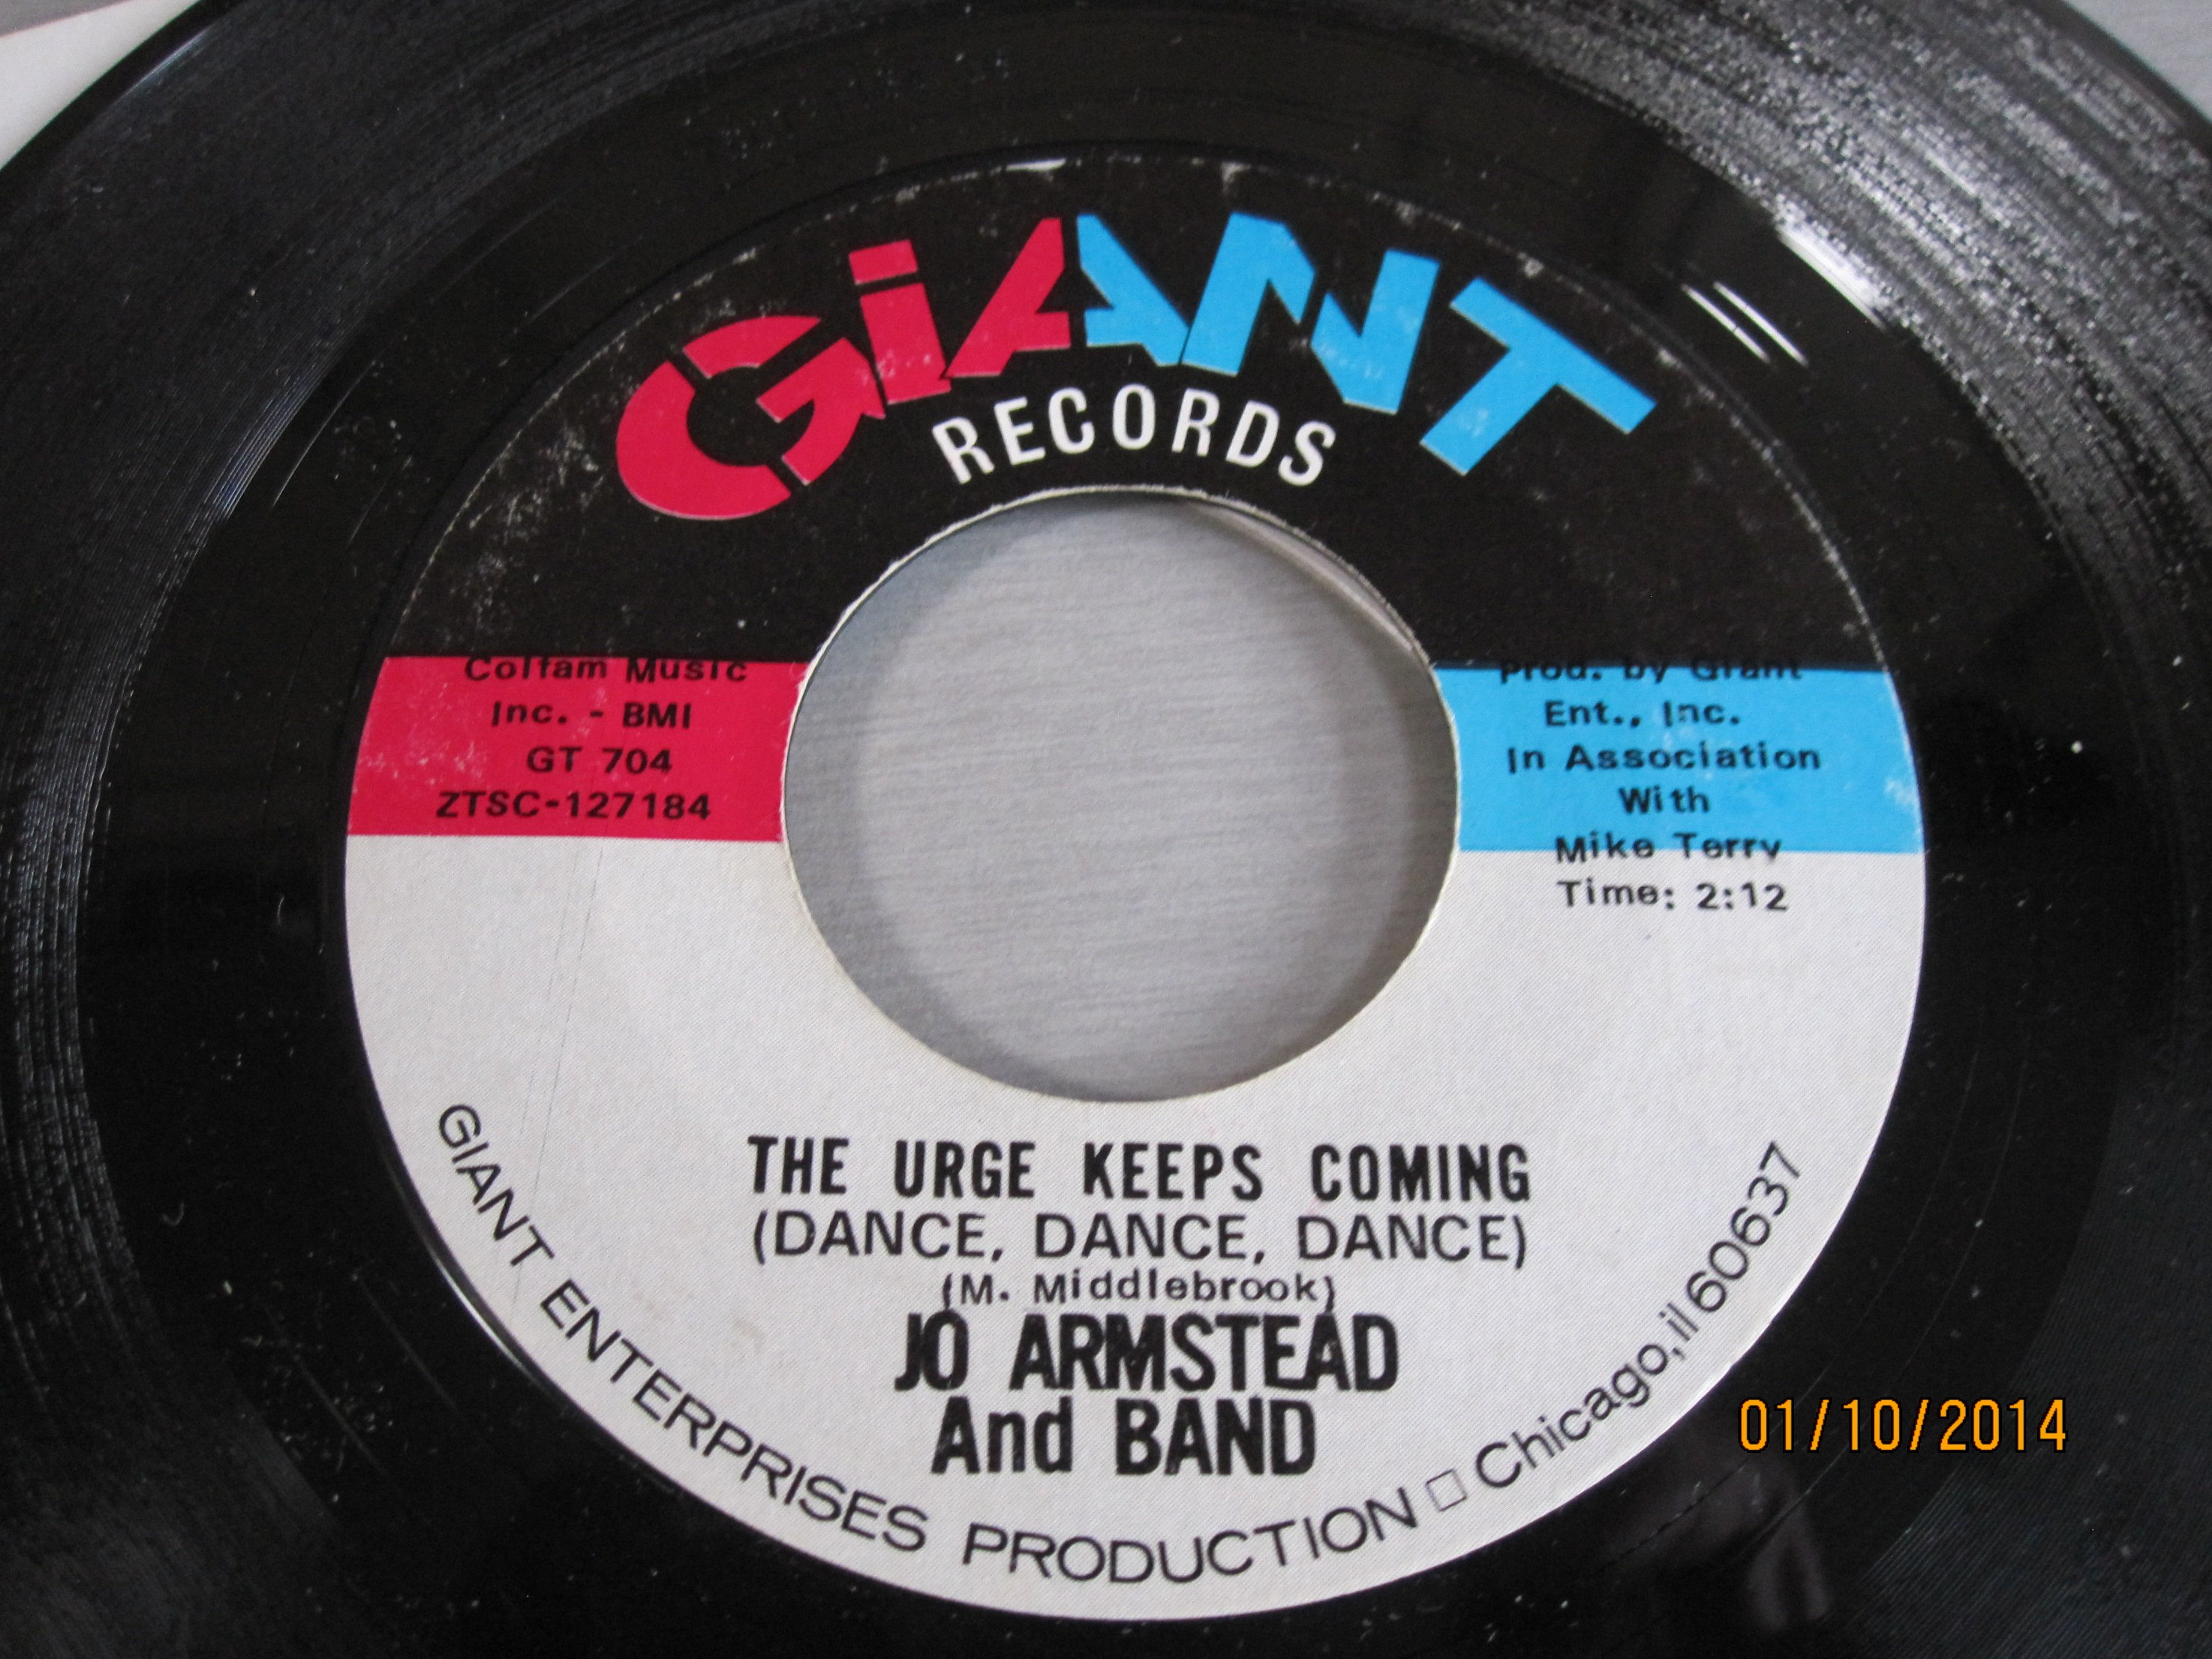 GiANT
RECORDS
Colfam Music
Inc. - BMI
GT 704
ZTSC-127184
Prod. by Giant
Ent., Inc.
In Association
With
Mike Terry
Time: 2:12
THE URGE KEEPS COMING
(DANCE, DANCE, DANCE)
(M. Middlebrook)
JO ARMSTEAD
And BAND
GIANT ENTERPRISES PRODUCTION □ Chicago, il 60637
01/10/2014